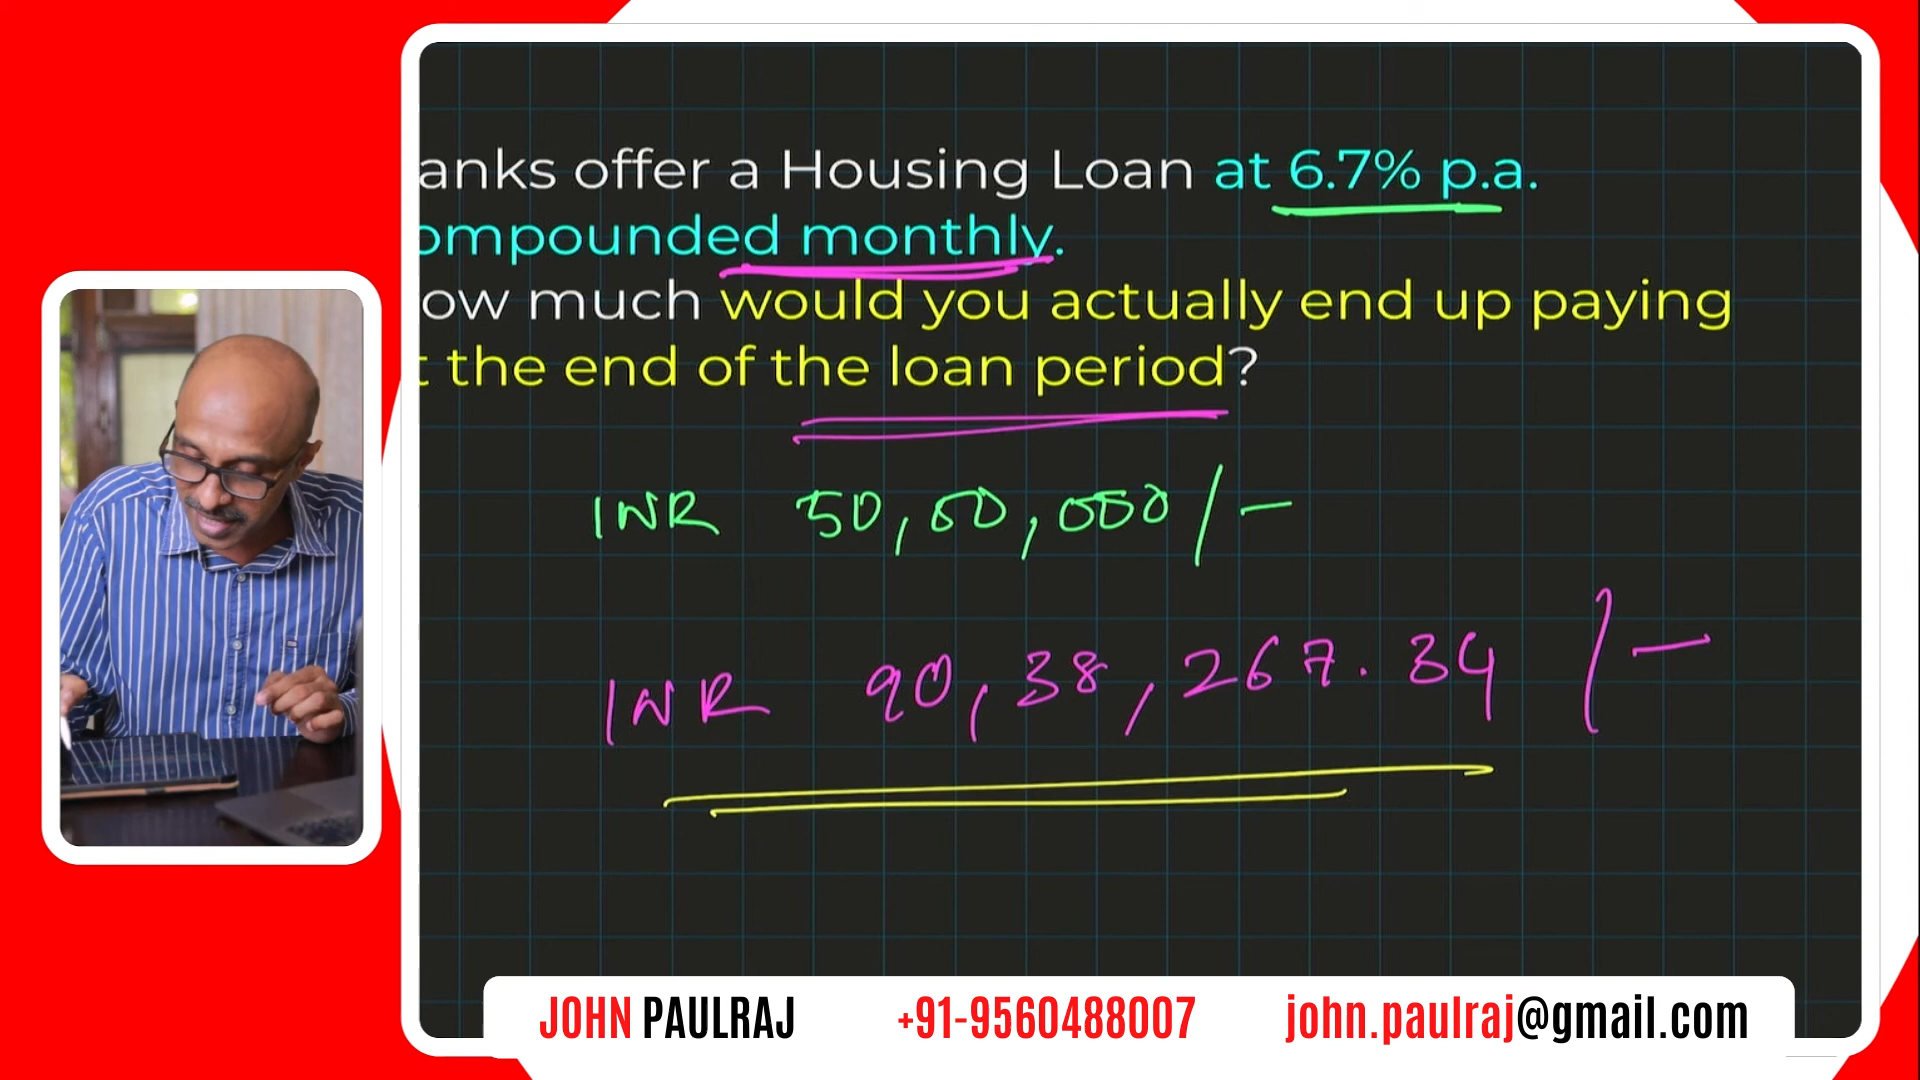 anks offer a Housing Loan at 6.7% p.a.
ompounded monthly.
ow much would you actually end up paying
t the end of the loan period?
INR 50,00,000/-
INR 90,38,267.34/-
JOHN PAULRAJ +91-9560488007 john.paulraj@gmail.com